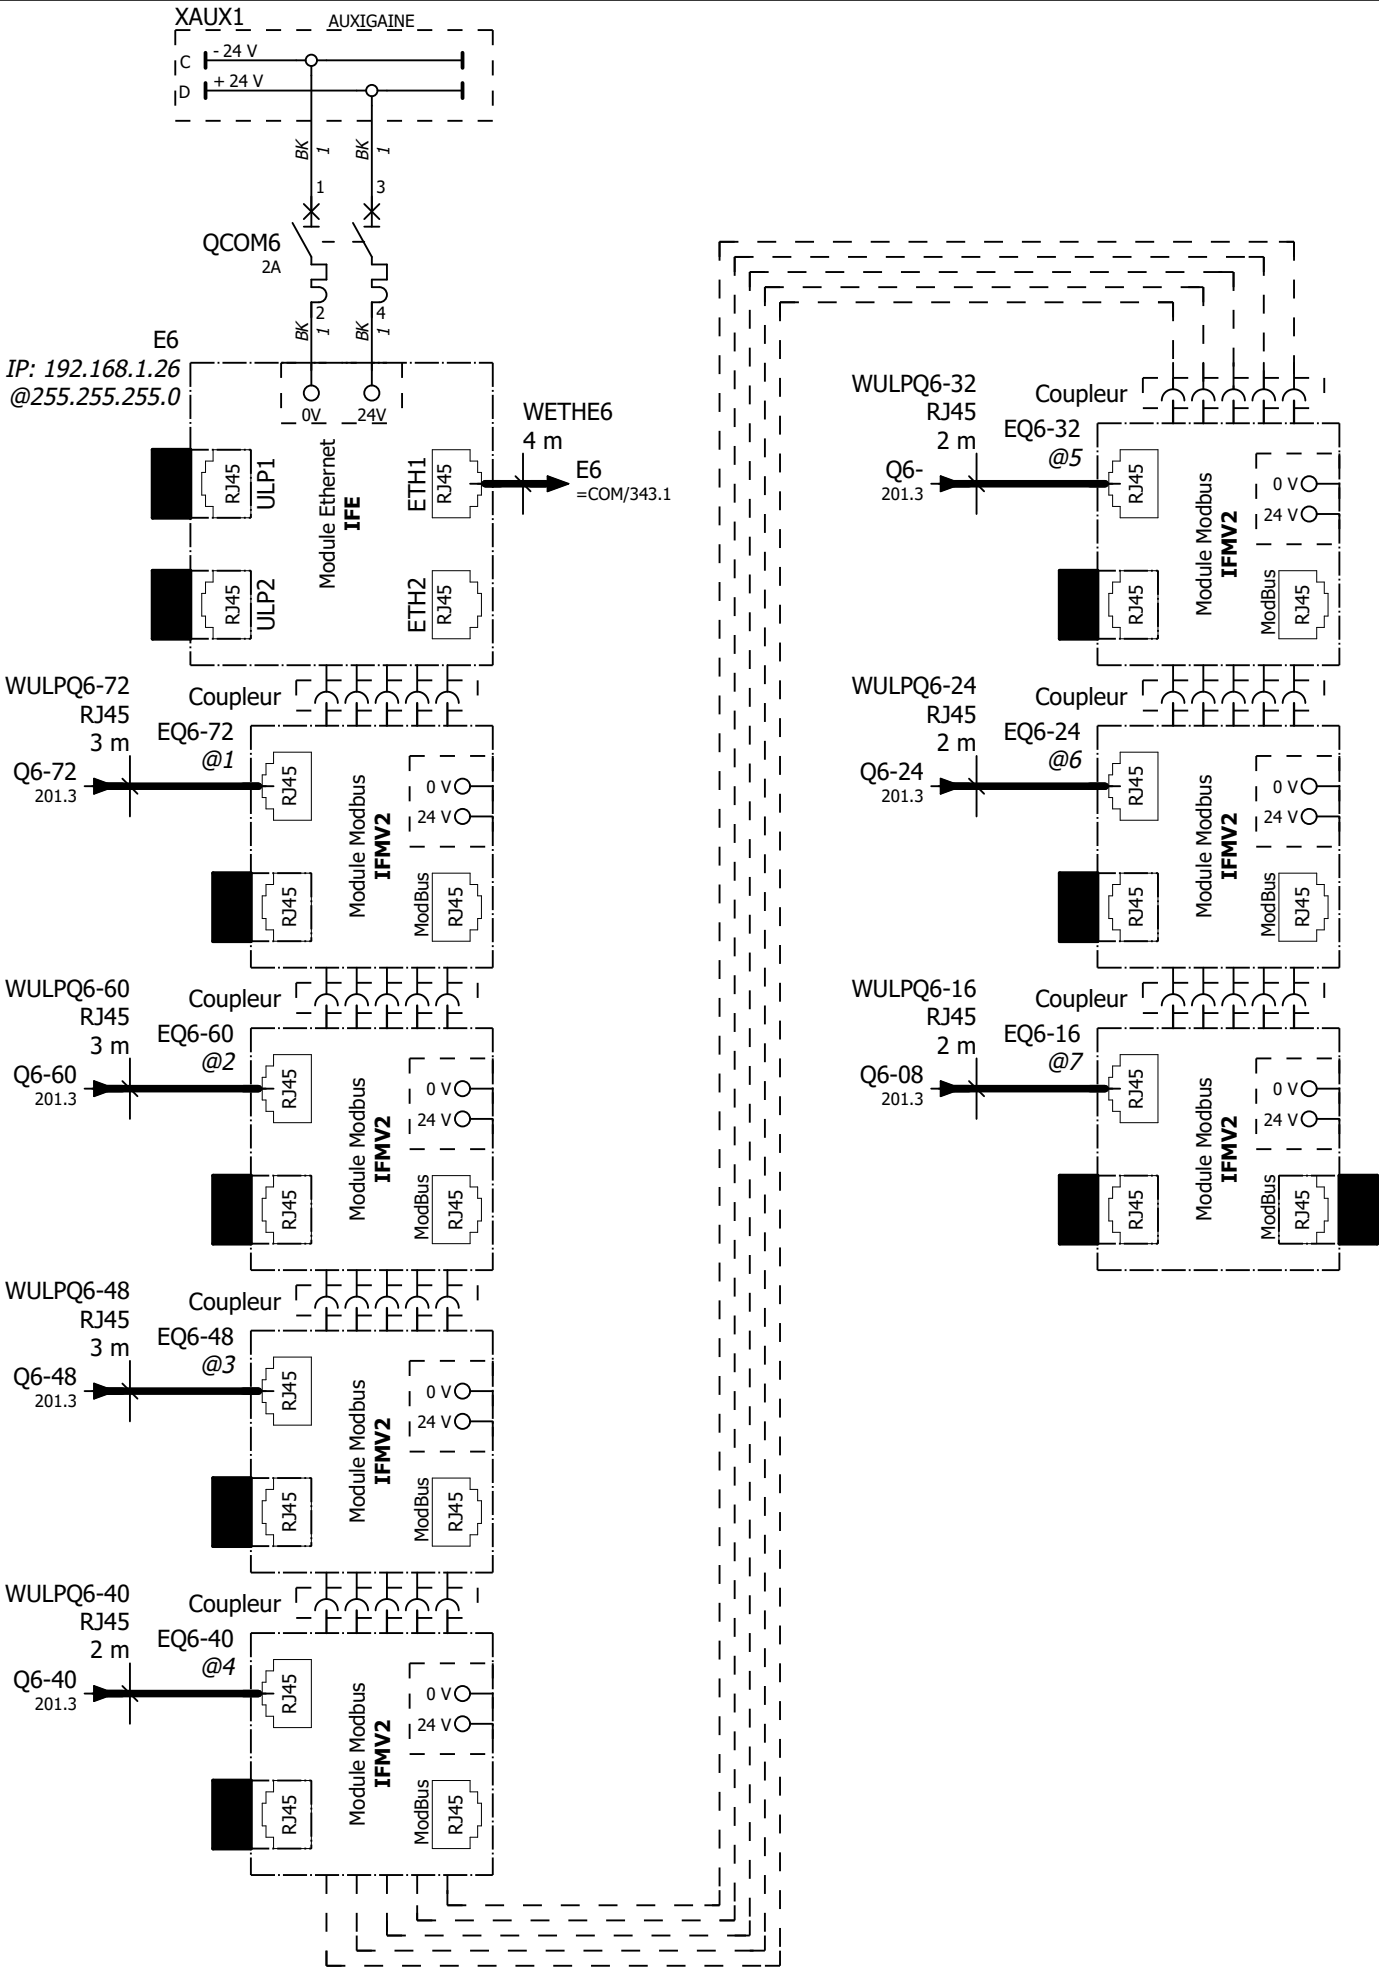 XAUX1
AUXIGAINE
C
- 24 V
D
+ 24 V
BK
1
BK
1
1
3
QCOM6
2A
2
4
BK
1
BK
1
E6
IP: 192.168.1.26
@255.255.255.0
0V
24V
Module Ethernet
IFE
RJ45
ULP1
RJ45
ULP2
ETH1
RJ45
ETH2
RJ45
WETHE6
4 m
E6
=COM/343.1
WULPQ6-72
RJ45
3 m
Coupleur
EQ6-72
@1
Q6-72
201.3
RJ45
Module Modbus
IFMV2
0 V
24 V
RJ45
ModBus
RJ45
WULPQ6-60
RJ45
3 m
Coupleur
EQ6-60
@2
Q6-60
201.3
RJ45
Module Modbus
IFMV2
0 V
24 V
RJ45
ModBus
RJ45
WULPQ6-48
RJ45
3 m
Coupleur
EQ6-48
@3
Q6-48
201.3
RJ45
Module Modbus
IFMV2
0 V
24 V
RJ45
ModBus
RJ45
WULPQ6-40
RJ45
2 m
Coupleur
EQ6-40
@4
Q6-40
201.3
RJ45
Module Modbus
IFMV2
0 V
24 V
RJ45
ModBus
RJ45
WULPQ6-32
RJ45
2 m
Coupleur
EQ6-32
@5
Q6-
201.3
RJ45
Module Modbus
IFMV2
0 V
24 V
RJ45
ModBus
RJ45
WULPQ6-24
RJ45
2 m
Coupleur
EQ6-24
@6
Q6-24
201.3
RJ45
Module Modbus
IFMV2
0 V
24 V
RJ45
ModBus
RJ45
WULPQ6-16
RJ45
2 m
Coupleur
EQ6-16
@7
Q6-08
201.3
RJ45
Module Modbus
IFMV2
0 V
24 V
RJ45
ModBus
RJ45